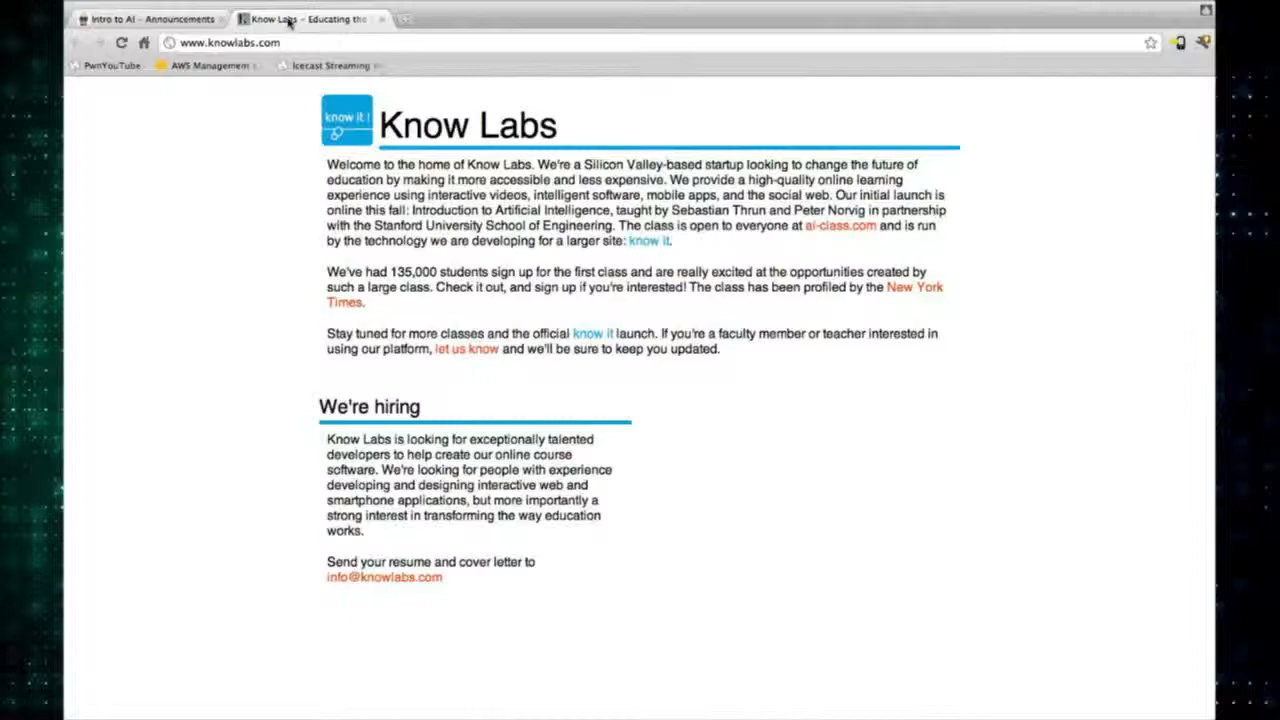 Intro to AI – Announcements
Know Labs – Educating the
www.knowlabs.com
PwnYouTube
AWS Management
Icecast Streaming
know it !
Know Labs
Welcome to the home of Know Labs. We're a Silicon Valley-based startup looking to change the future of
education by making it more accessible and less expensive. We provide a high-quality online learning
experience using interactive videos, intelligent software, mobile apps, and the social web. Our initial launch is
online this fall: Introduction to Artificial Intelligence, taught by Sebastian Thrun and Peter Norvig in partnership
with the Stanford University School of Engineering. The class is open to everyone at ai-class.com and is run
by the technology we are developing for a larger site: know it.
We've had 135,000 students sign up for the first class and are really excited at the opportunities created by
such a large class. Check it out, and sign up if you're interested! The class has been profiled by the New York
Times.
Stay tuned for more classes and the official know it launch. If you're a faculty member or teacher interested in
using our platform, let us know and we'll be sure to keep you updated.
We're hiring
Know Labs is looking for exceptionally talented
developers to help create our online course
software. We're looking for people with experience
developing and designing interactive web and
smartphone applications, but more importantly a
strong interest in transforming the way education
works.
Send your resume and cover letter to
info@knowlabs.com